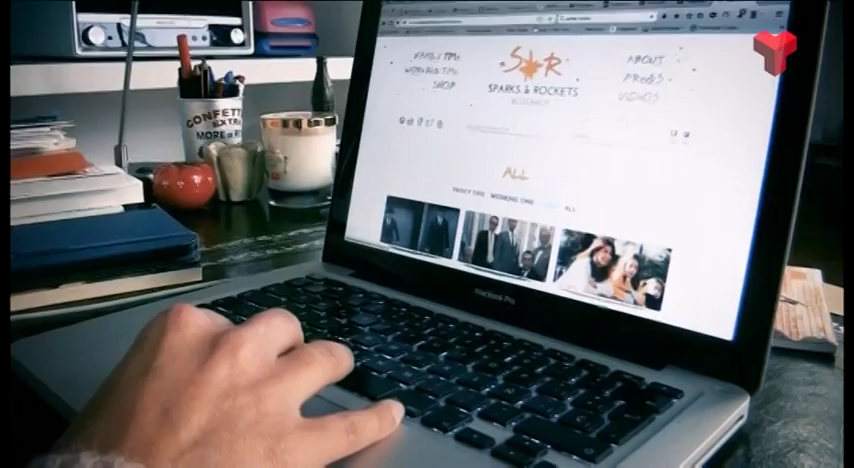 FAMILY TIME
WORKING TIME
SHOP
S R
SPARKS & ROCKETS
BLOGSHOP
ABOUT
PRESS
VIDEOS
ALL
FAMILY TIME WORKING TIME ALL
MacBook Pro
CONFETTI
EXTRA
MORE